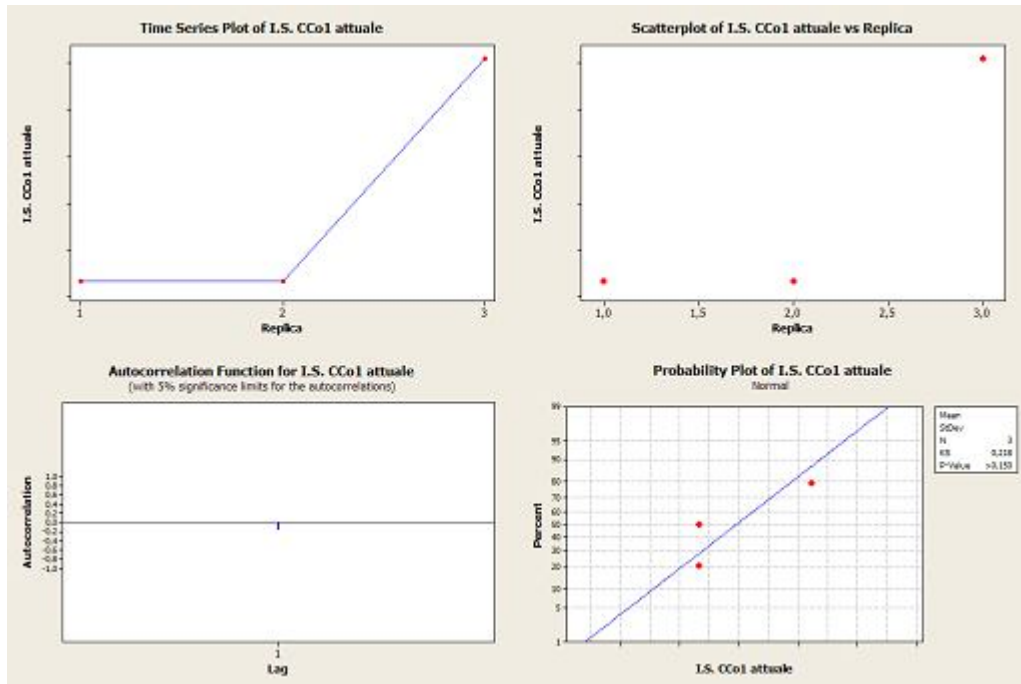 Time Series Plot of I.S. CCo1 attuale
I.S. CCo1 attuale
1
2
3
Replica
Scatterplot of I.S. CCo1 attuale vs Replica
I.S. CCo1 attuale
1,0
1,5
2,0
2,5
3,0
Replica
Autocorrelation Function for I.S. CCo1 attuale
(with 5% significance limits for the autocorrelations)
Autocorrelation
1,0
0,8
0,6
0,4
0,2
0,0
-0,2
-0,4
-0,6
-0,8
-1,0
1
Lag
Probability Plot of I.S. CCo1 attuale
Normal
Percent
99
95
90
80
70
60
50
40
30
20
10
5
1
I.S. CCo1 attuale
Mean
StDev
N 3
KS
P-Value >0,150